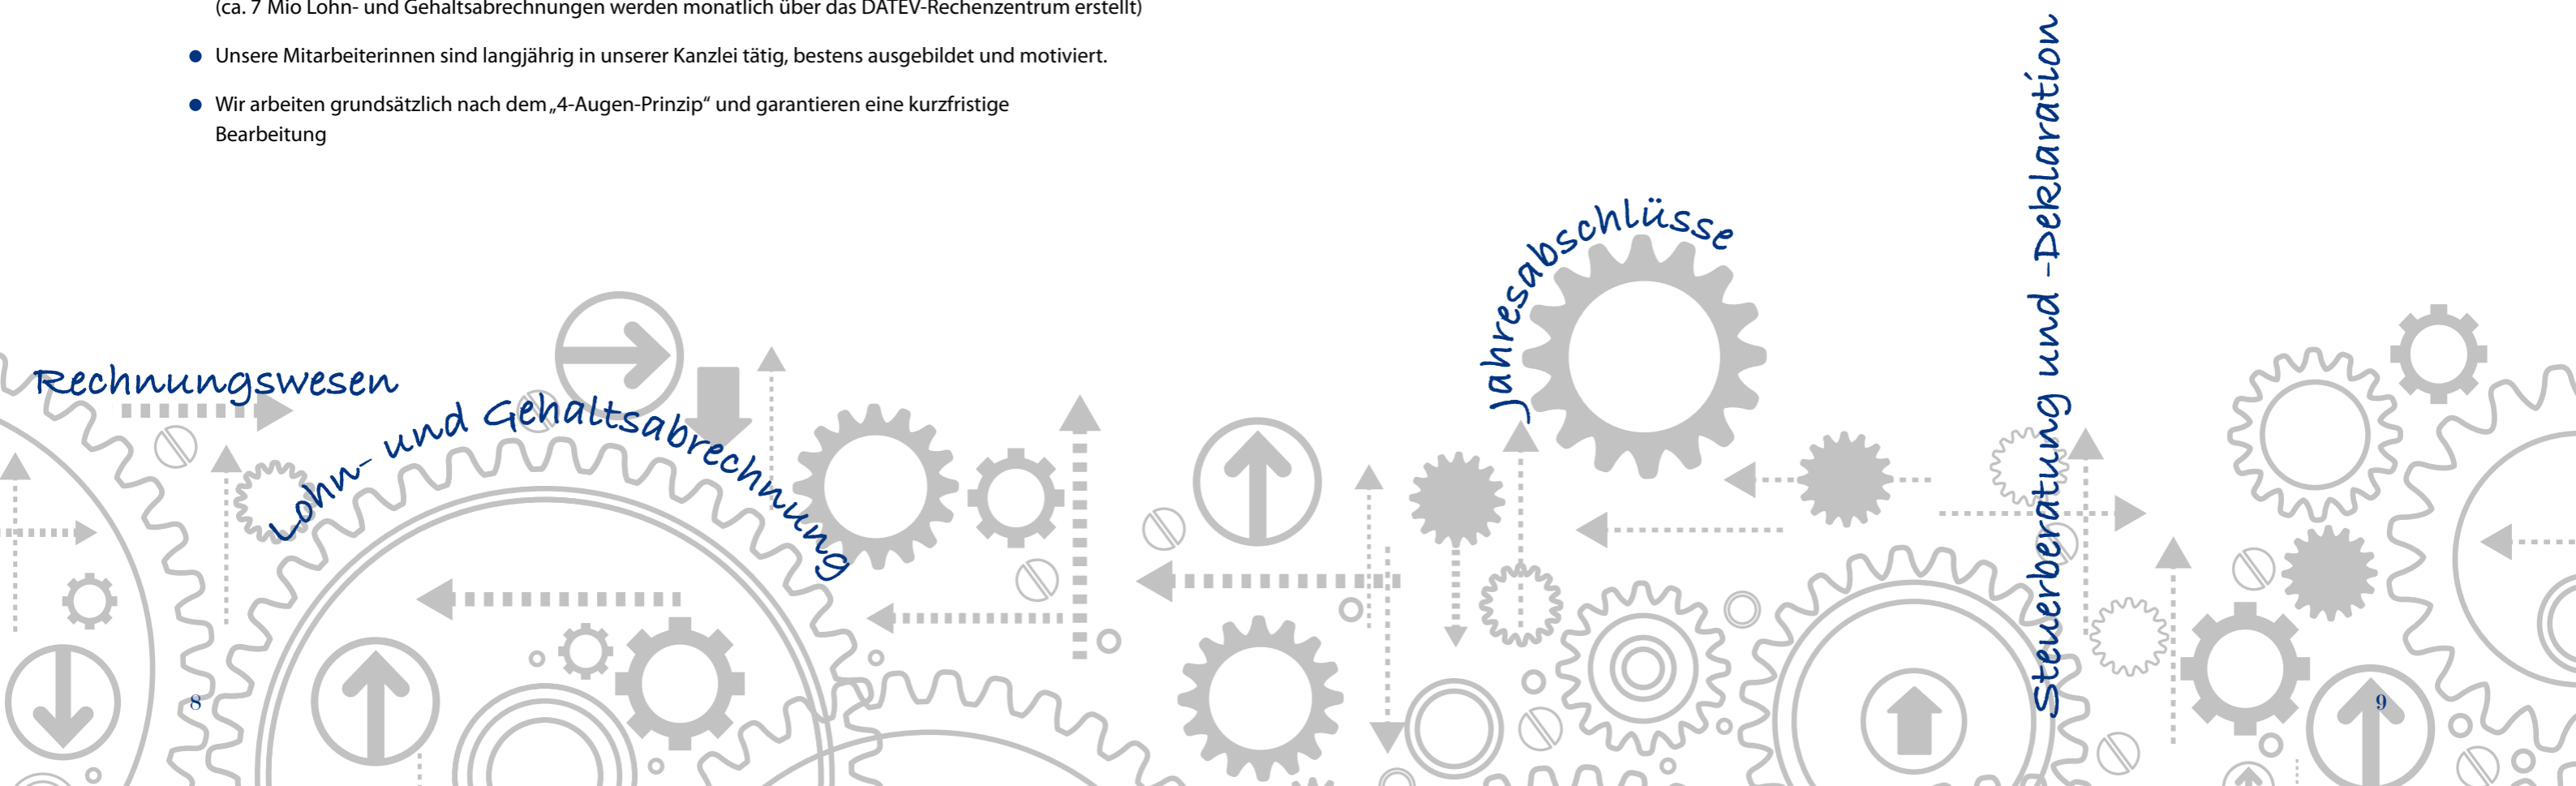 (ca. 7 Mio Lohn- und Gehaltsabrechnungen werden monatlich über das DATEV-Rechenzentrum erstellt)
● Unsere Mitarbeiterinnen sind langjährig in unserer Kanzlei tätig, bestens ausgebildet und motiviert.
● Wir arbeiten grundsätzlich nach dem „4-Augen-Prinzip“ und garantieren eine kurzfristige
Bearbeitung
Rechnungswesen
Lohn- und Gehaltsabrechnung
8
Jahresabschlüsse
Steuerberatung und -Deklaration
9